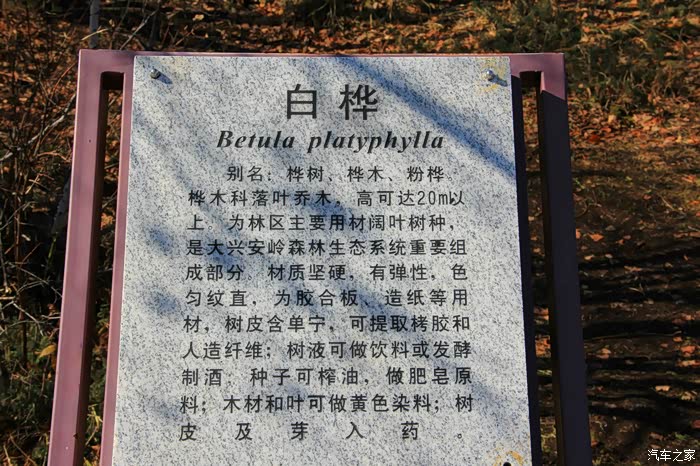 白桦
Betula platyphylla
别名：桦树、桦木、粉桦
桦木科落叶乔木，高可达20m以
上．为林区主要用材阔叶树种，
是大兴安岭森林生态系统重要组
成部分．材质坚硬，有弹性，色
匀纹直，为胶合板、造纸等用
材，树皮含单宁，可提取栲胶和
人造纤维；树液可做饮料或发酵
制酒．种子可榨油，做肥皂原
料；木材和叶可做黄色染料；树
皮及芽入药．
汽车之家